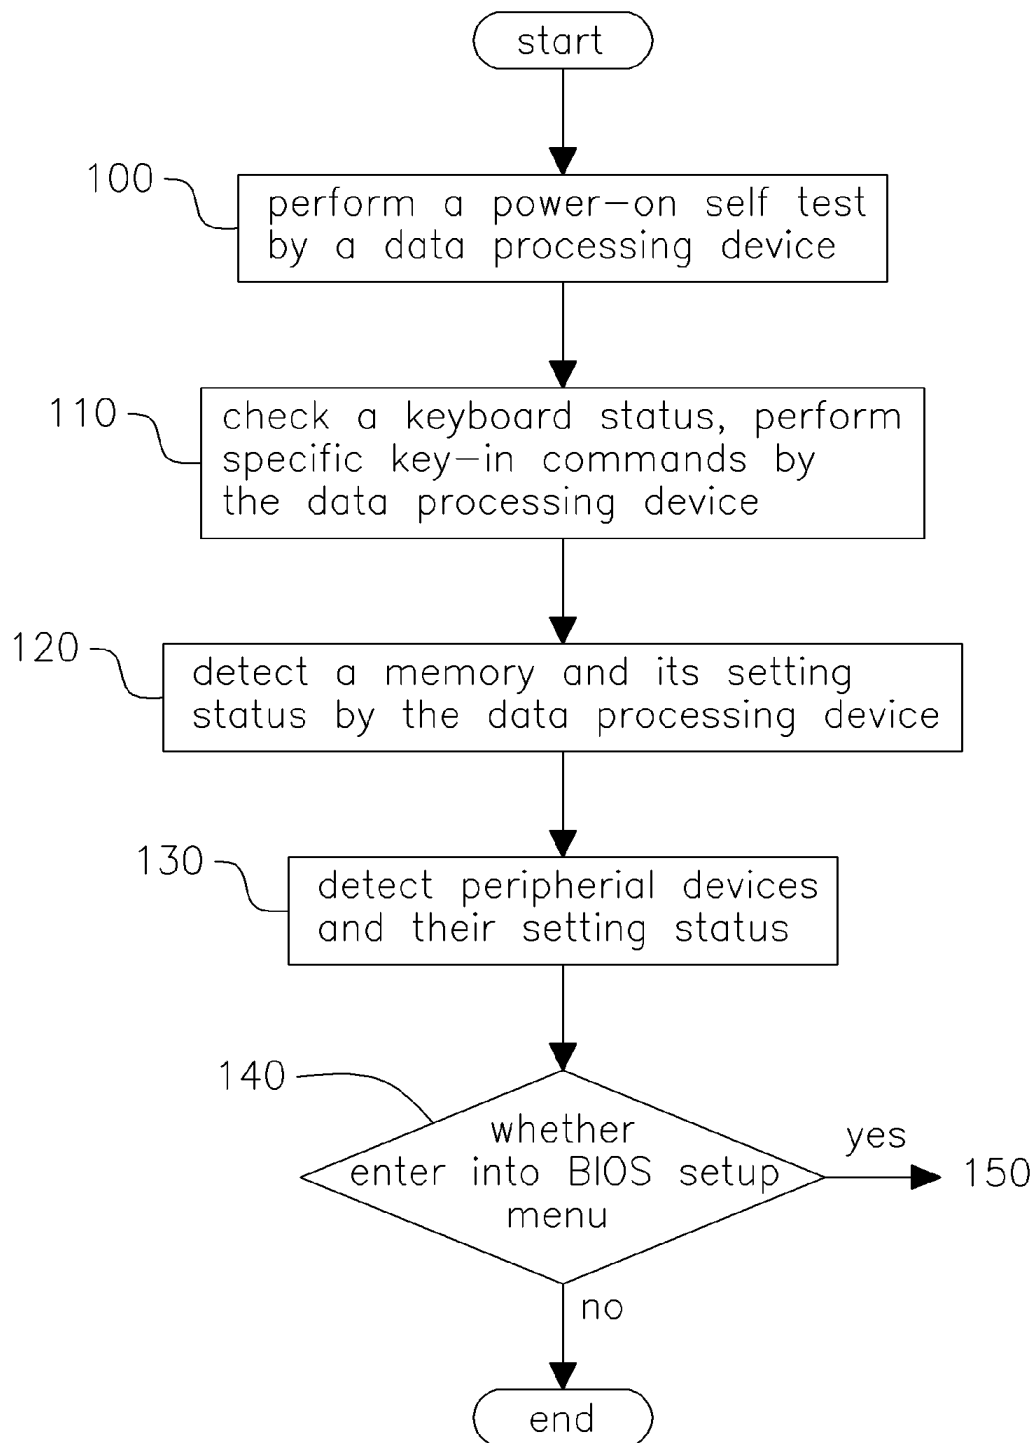 start
100
perform a power-on self test
by a data processing device
110
check a keyboard status, perform
specific key-in commands by
the data processing device
120
detect a memory and its setting
status by the data processing device
130
detect peripherial devices
and their setting status
140
whether
enter into BIOS setup
menu
yes
150
no
end